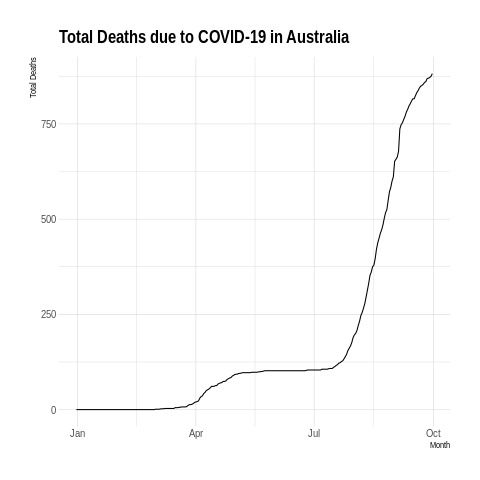 Total Deaths due to COVID-19 in Australia
Total Deaths
750
500
250
0
Jan Apr Jul Oct
Month